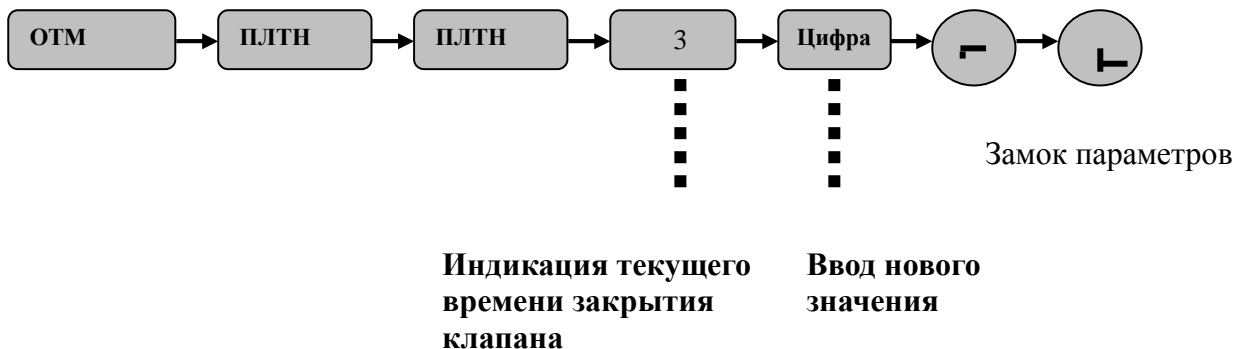 ОТМ ПЛТН ПЛТН 3 Цифра
Замок параметров
Индикация текущего
времени закрытия
клапана
Ввод нового
значения